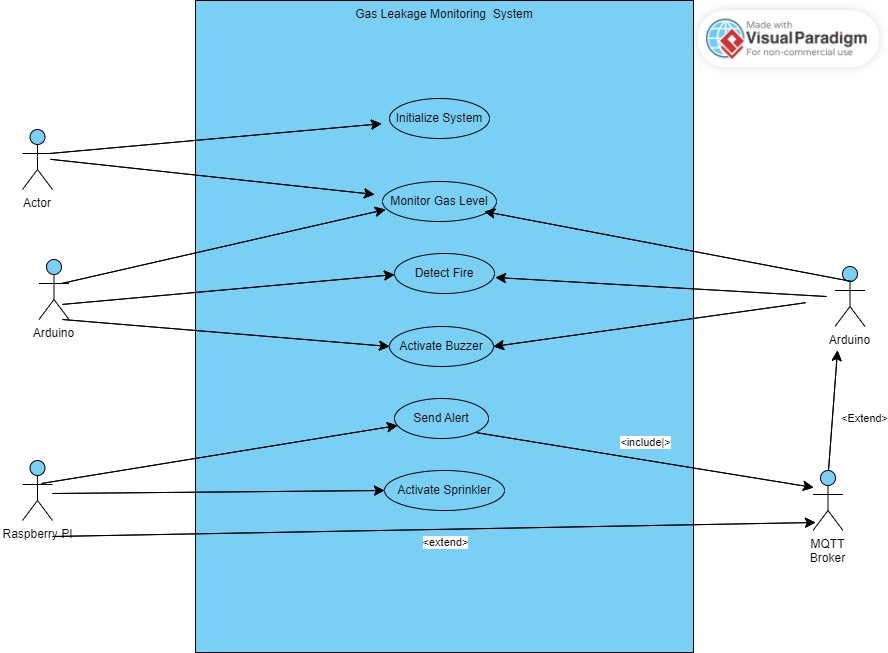 Gas Leakage Monitoring System
Made with
Visual Paradigm
For non-commercial use
Initialize System
Actor
Monitor Gas Level
Detect Fire
Arduino
Arduino
Activate Buzzer
Send Alert
<Extend>
<include|>
Activate Sprinkler
Raspberry PI
<extend>
MQTT
Broker